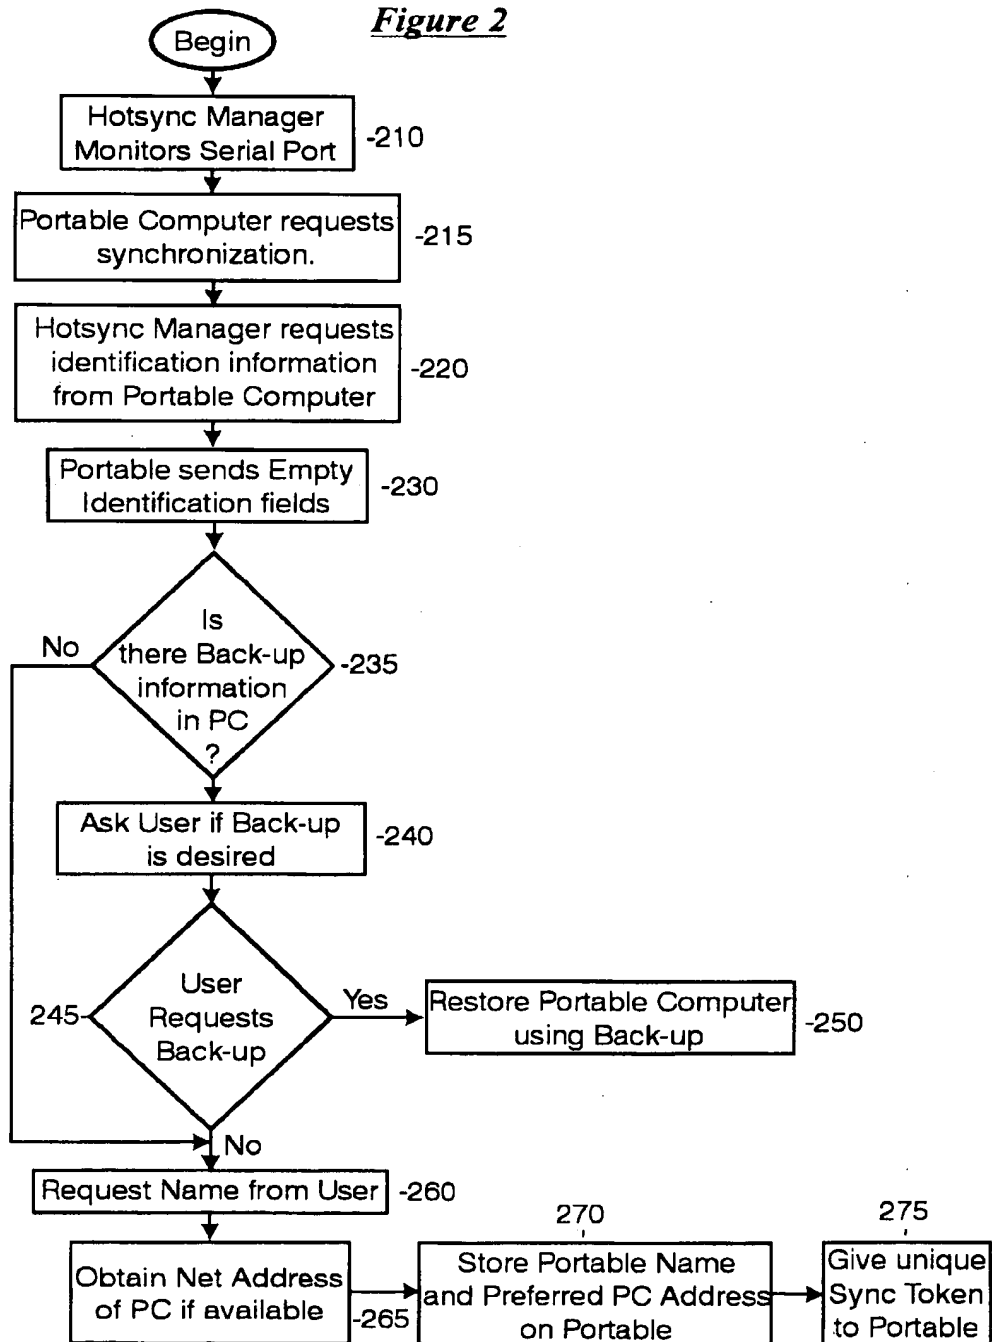 Figure 2
Begin
Hotsync Manager
Monitors Serial Port
-210
Portable Computer requests
synchronization.
-215
Hotsync Manager requests
identification information
from Portable Computer
-220
Portable sends Empty
Identification fields
-230
Is
there Back-up
information
in PC
?
-235
No
Ask User if Back-up
is desired
-240
User
Requests
Back-up
245-
Yes
Restore Portable Computer
using Back-up
-250
No
Request Name from User
-260
Obtain Net Address
of PC if available
-265
270
Store Portable Name
and Preferred PC Address
on Portable
275
Give unique
Sync Token
to Portable